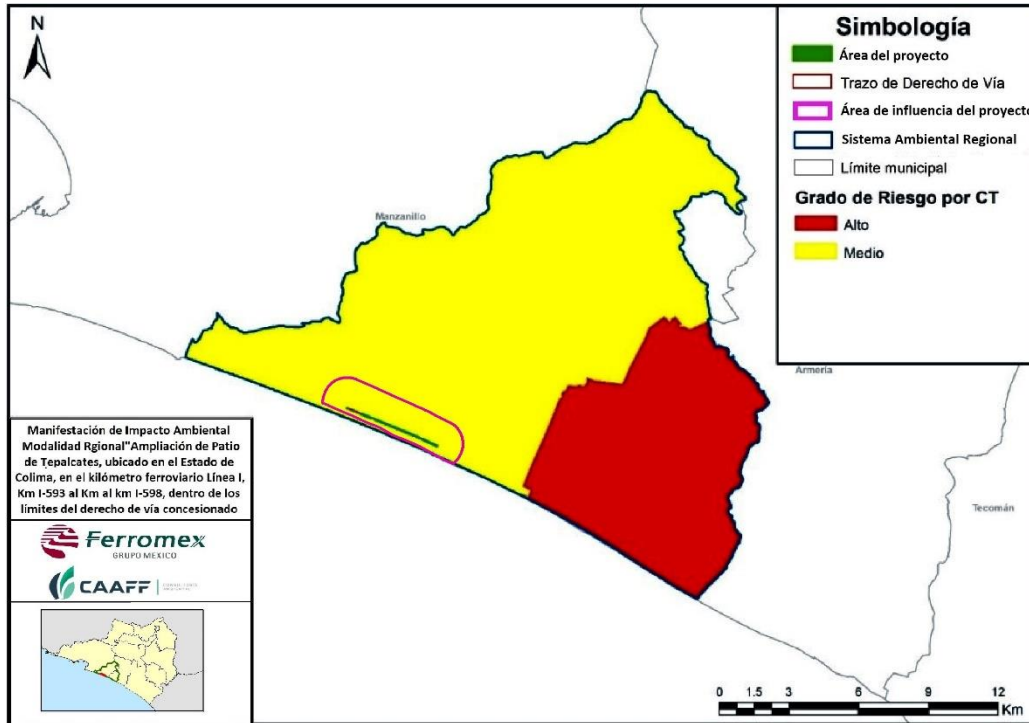 N
Simbología
Área del proyecto
Trazo de Derecho de Vía
Área de influencia del proyecto
Sistema Ambiental Regional
Límite municipal
Grado de Riesgo por CT
Alto
Medio
Manzanillo
Armería
Tecomán
Manifestación de Impacto Ambiental
Modalidad Rgional"Ampliación de Patio
de Tepalcates, ubicado en el Estado de
Colima, en el kilómetro ferroviario Línea I,
Km I-593 al Km al km I-598, dentro de los
límites del derecho de vía concesionado
Ferromex
GRUPO MEXICO
CAAFF
0 1.5 3 6 9 12
Km